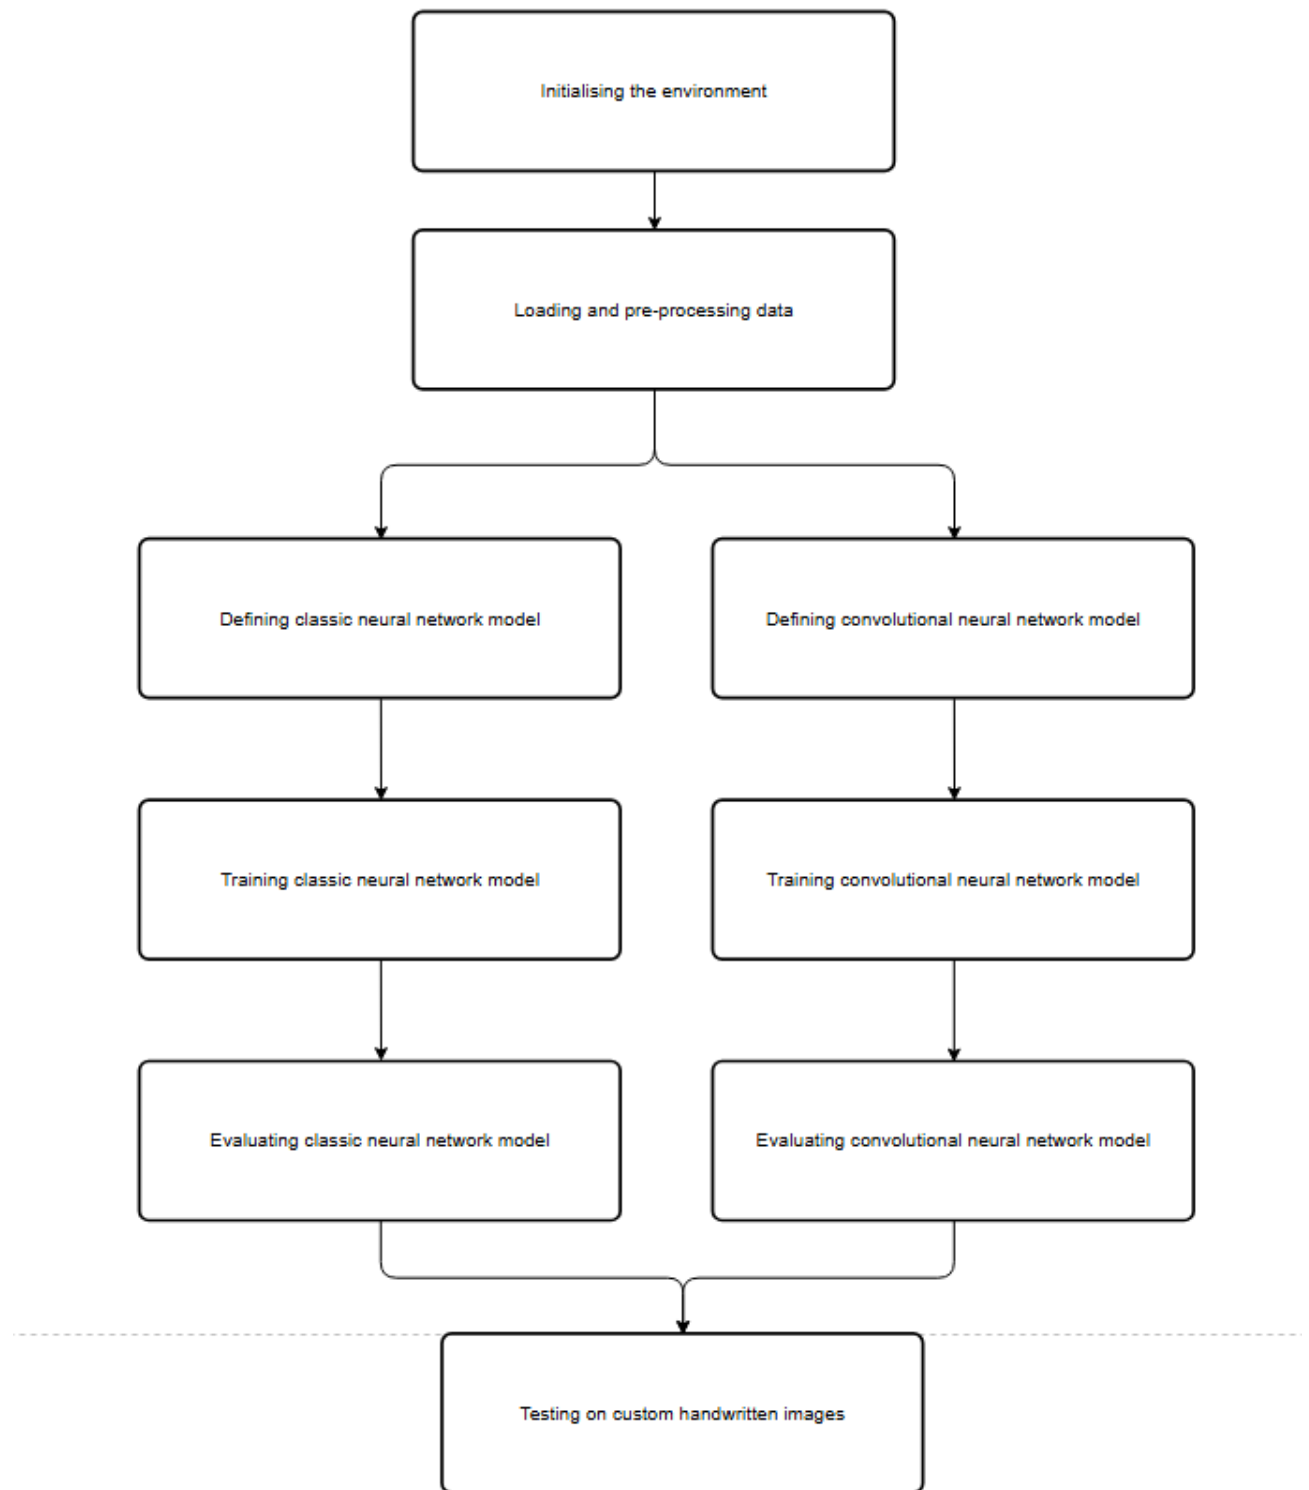 Initialising the environment
Loading and pre-processing data
Defining classic neural network model
Defining convolutional neural network model
Training classic neural network model
Training convolutional neural network model
Evaluating classic neural network model
Evaluating convolutional neural network model
Testing on custom handwritten images